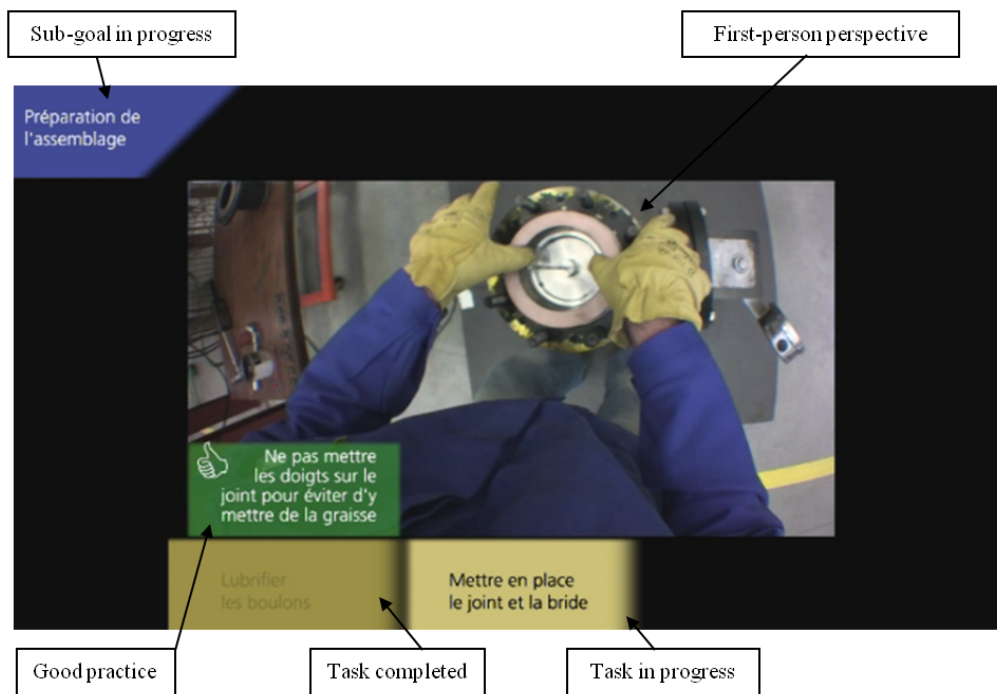 Sub-goal in progress
First-person perspective
Préparation de
l'assemblage
Ne pas mettre
les doigts sur le
joint pour éviter d'y
mettre de la graisse
Lubrifier
les boulons
Mettre en place
le joint et la bride
Good practice
Task completed
Task in progress